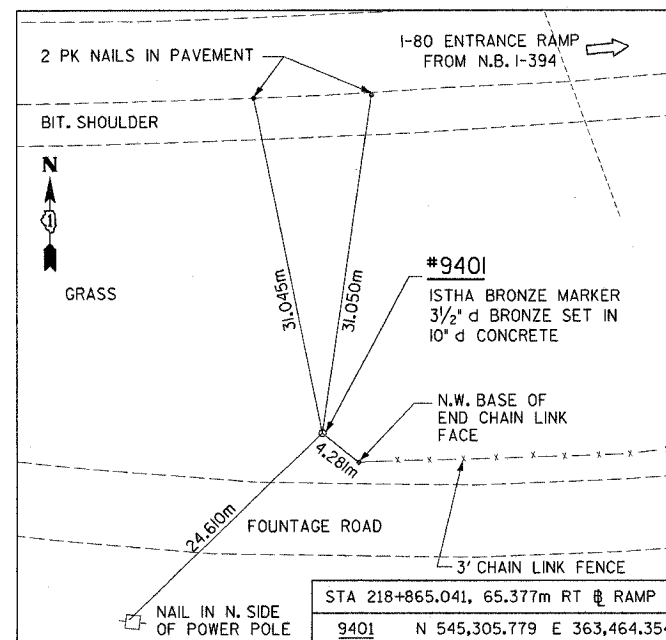 2 PK NAILS IN PAVEMENT
I-80 ENTRANCE RAMP
FROM N.B. I-394
BIT. SHOULDER
N
1
GRASS
31.045m
31.050m
#9401
ISTHA BRONZE MARKER
3½" d BRONZE SET IN
10" d CONCRETE
N.W. BASE OF
END CHAIN LINK
FACE
4.281m
24.610m
FOUNTAGE ROAD
3' CHAIN LINK FENCE
NAIL IN N. SIDE
OF POWER POLE
STA 218+865.041, 65.377m RT ℄ RAMP
9401 N 545,305.779 E 363,464.354